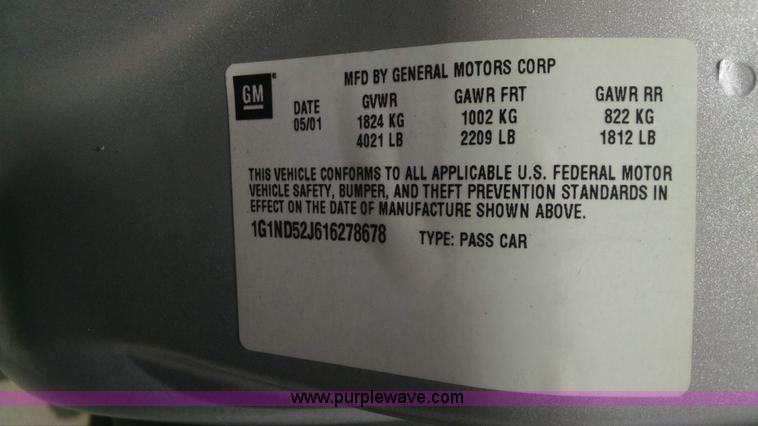 MFD BY GENERAL MOTORS CORP
GM
DATE GVWR GAWR FRT GAWR RR
05/01 1824 KG 1002 KG 822 KG
4021 LB 2209 LB 1812 LB
THIS VEHICLE CONFORMS TO ALL APPLICABLE U.S. FEDERAL MOTOR
VEHICLE SAFETY, BUMPER, AND THEFT PREVENTION STANDARDS IN
EFFECT ON THE DATE OF MANUFACTURE SHOWN ABOVE.
1G1ND52J616278678 TYPE: PASS CAR
www.purplewave.com